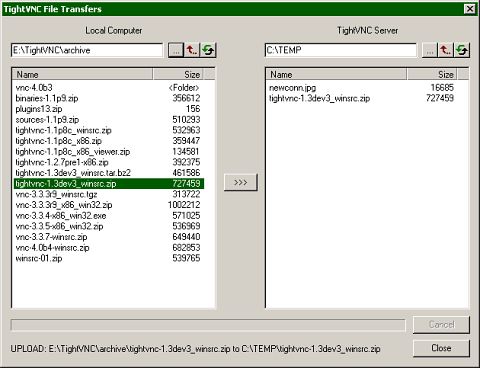 TightVNC File Transfers
Local Computer
TightVNC Server
E:\TightVNC\archive
...
C:\TEMP
...
Name Size
vnc-4.0b3 <Folder>
binaries-1.1p9.zip 356612
plugins13.zip 156
sources-1.1p9.zip 510293
tightvnc-1.1p8c_winsrc.zip 532963
tightvnc-1.1p8c_x86.zip 359447
tightvnc-1.1p8c_x86_viewer.zip 134581
tightvnc-1.2.7pre1-x86.zip 392375
tightvnc-1.3dev3_winsrc.tar.bz2 461586
tightvnc-1.3dev3_winsrc.zip 727459
vnc-3.3.3r9_winsrc.tgz 313722
vnc-3.3.3r9_x86_win32.zip 1002212
vnc-3.3.4-x86_win32.exe 571025
vnc-3.3.5-x86_win32.zip 536969
vnc-3.3.7-winsrc.zip 649440
vnc-4.0b4-winsrc.zip 682853
winsrc-01.zip 539765
>>>
Name Size
newconn.jpg 16685
tightvnc-1.3dev3_winsrc.zip 727459
Cancel
UPLOAD: E:\TightVNC\archive\tightvnc-1.3dev3_winsrc.zip to C:\TEMP\tightvnc-1.3dev3_winsrc.zip
Close